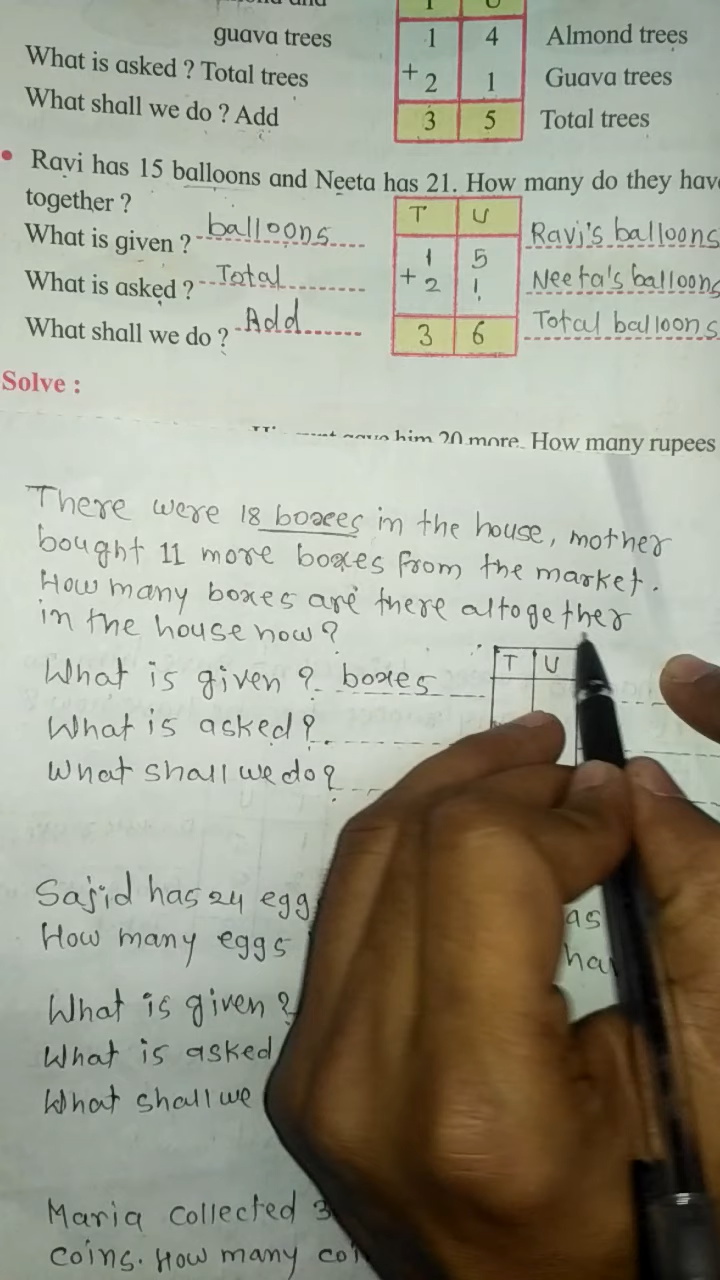 guava trees
What is asked ? Total trees
What shall we do ? Add
T U
1 4 Almond trees
+ 2 1 Guava trees
3 5 Total trees
• Ravi has 15 balloons and Neeta has 21. How many do they have
together ?
What is given ? balloons
What is asked ? Total
What shall we do ? Add
T U
1 5 Ravi's balloons
+ 2 1 Neeta's balloons
3 6 Total balloons
Solve :
him 20 more. How many rupees
There were 18 boxes in the house, mother
bought 11 more boxes from the market.
How many boxes are there altogether
in the house now?
What is given ? boxes
T U
What is asked?
What shall we do?
Sajid has 24 egg
as
How many eggs
What is given ?
What is asked
What shall we
Maria collected 3
coins. How many